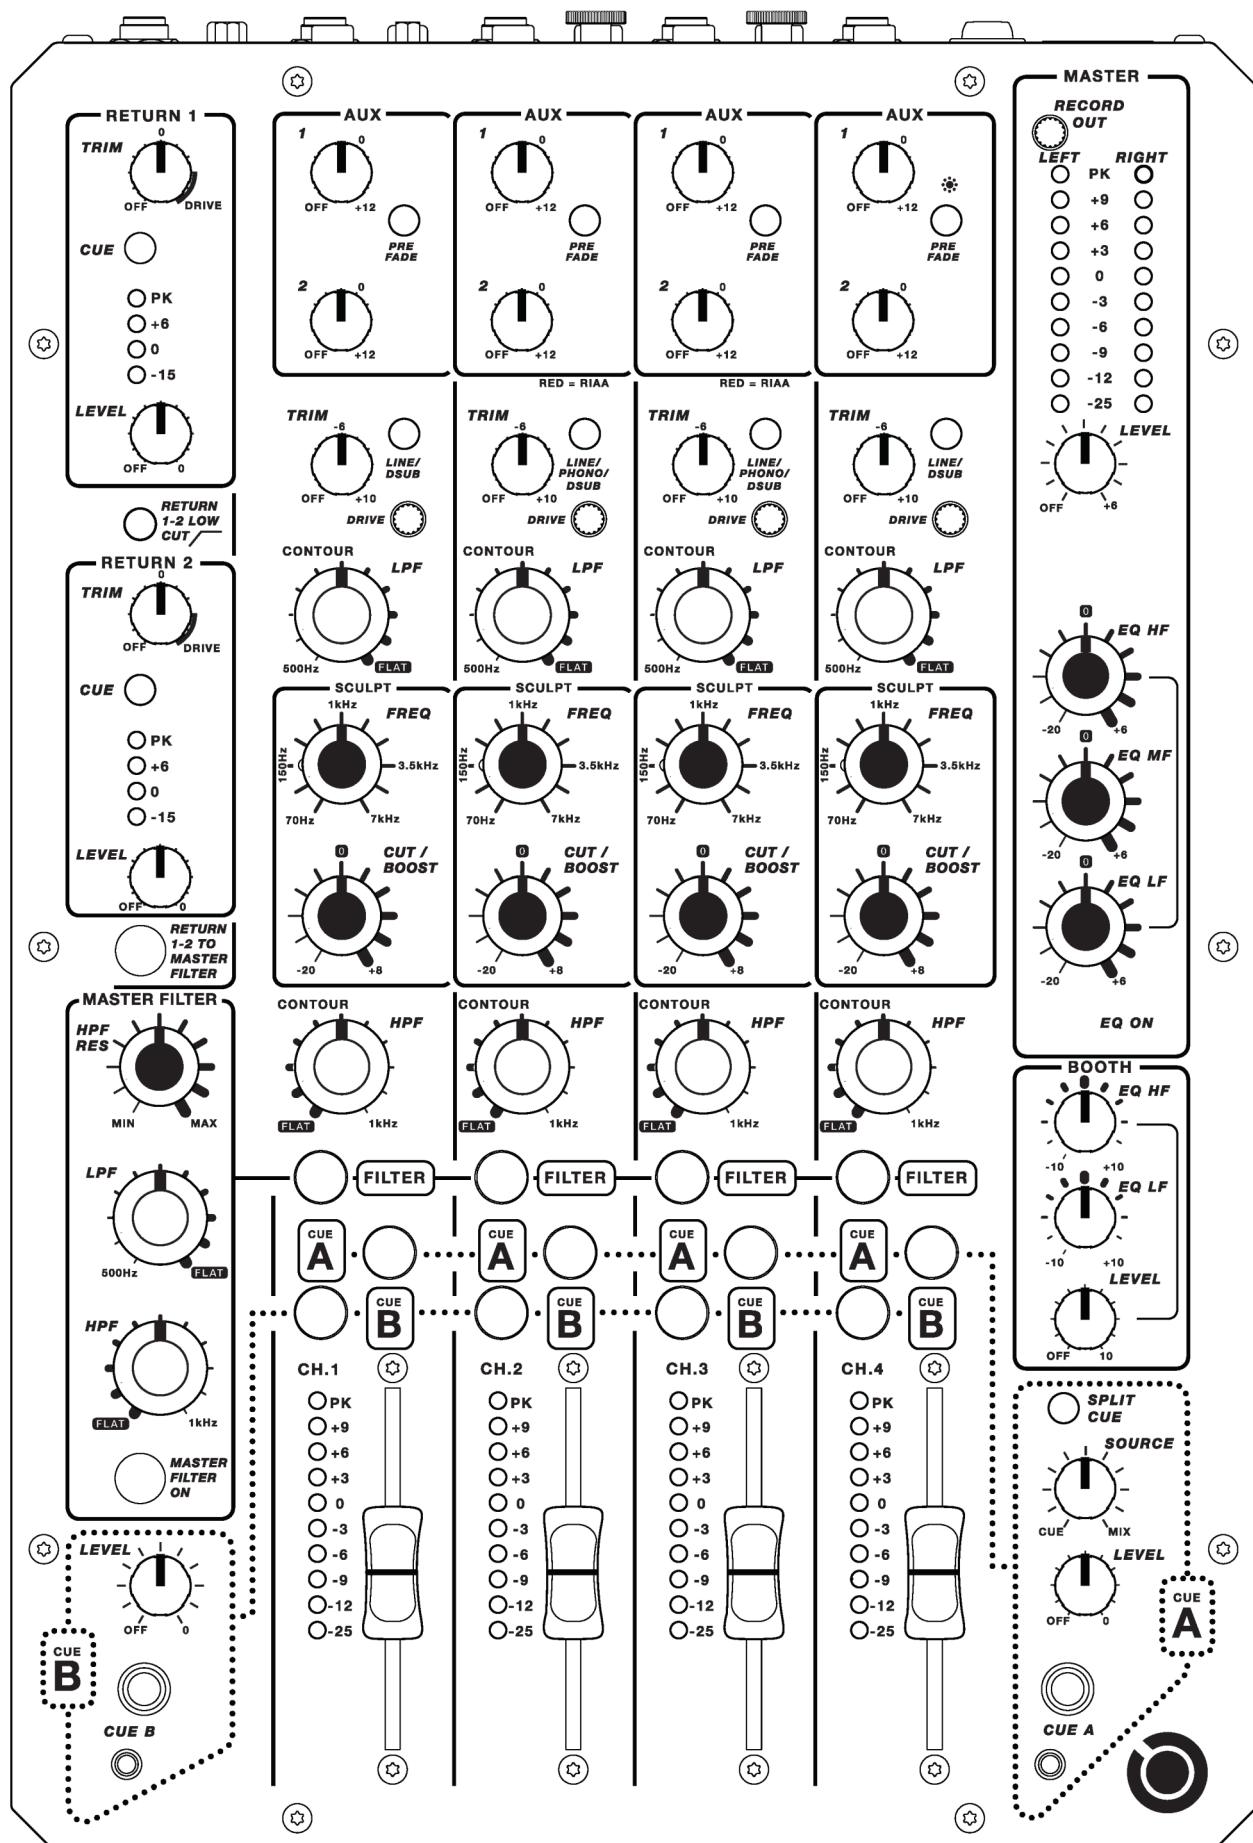 RETURN 1
TRIM
0
OFF
DRIVE
CUE
PK
+6
0
-15
LEVEL
OFF
0
RETURN
1-2 LOW
CUT
RETURN 2
TRIM
0
OFF
DRIVE
CUE
PK
+6
0
-15
LEVEL
OFF
0
RETURN
1-2 TO
MASTER
FILTER
MASTER FILTER
HPF
RES
MIN
MAX
LPF
500Hz
FLAT
HPF
FLAT
1kHz
MASTER
FILTER
ON
LEVEL
OFF
0
CUE
B
CUE B
AUX
1
0
OFF
+12
PRE
FADE
2
0
OFF
+12
TRIM
-6
OFF
+10
LINE/
DSUB
DRIVE
CONTOUR
LPF
500Hz
FLAT
SCULPT
1kHz
FREQ
150Hz
3.5kHz
70Hz
7kHz
0
CUT /
BOOST
-20
+8
CONTOUR
HPF
FLAT
1kHz
FILTER
CUE
A
CUE
B
CH.1
PK
+9
+6
+3
0
-3
-6
-9
-12
-25
AUX
1
0
OFF
+12
PRE
FADE
2
0
OFF
+12
RED = RIAA
TRIM
-6
OFF
+10
LINE/
PHONO/
DSUB
DRIVE
CONTOUR
LPF
500Hz
FLAT
SCULPT
1kHz
FREQ
150Hz
3.5kHz
70Hz
7kHz
0
CUT /
BOOST
-20
+8
CONTOUR
HPF
FLAT
1kHz
FILTER
CUE
A
CUE
B
CH.2
PK
+9
+6
+3
0
-3
-6
-9
-12
-25
AUX
1
0
OFF
+12
PRE
FADE
2
0
OFF
+12
RED = RIAA
TRIM
-6
OFF
+10
LINE/
PHONO/
DSUB
DRIVE
CONTOUR
LPF
500Hz
FLAT
SCULPT
1kHz
FREQ
150Hz
3.5kHz
70Hz
7kHz
0
CUT /
BOOST
-20
+8
CONTOUR
HPF
FLAT
1kHz
FILTER
CUE
A
CUE
B
CH.3
PK
+9
+6
+3
0
-3
-6
-9
-12
-25
AUX
1
0
OFF
+12
PRE
FADE
2
0
OFF
+12
TRIM
-6
OFF
+10
LINE/
DSUB
DRIVE
CONTOUR
LPF
500Hz
FLAT
SCULPT
1kHz
FREQ
150Hz
3.5kHz
70Hz
7kHz
0
CUT /
BOOST
-20
+8
CONTOUR
HPF
FLAT
1kHz
FILTER
CUE
A
CUE
B
CH.4
PK
+9
+6
+3
0
-3
-6
-9
-12
-25
MASTER
RECORD
OUT
LEFT RIGHT
PK
+9
+6
+3
0
-3
-6
-9
-12
-25
LEVEL
OFF
+6
0
EQ HF
-20
+6
0
EQ MF
-20
+6
0
EQ LF
-20
+6
EQ ON
BOOTH
EQ HF
-10
+10
EQ LF
-10
+10
LEVEL
OFF
10
SPLIT
CUE
SOURCE
CUE
MIX
LEVEL
OFF
0
CUE
A
CUE A